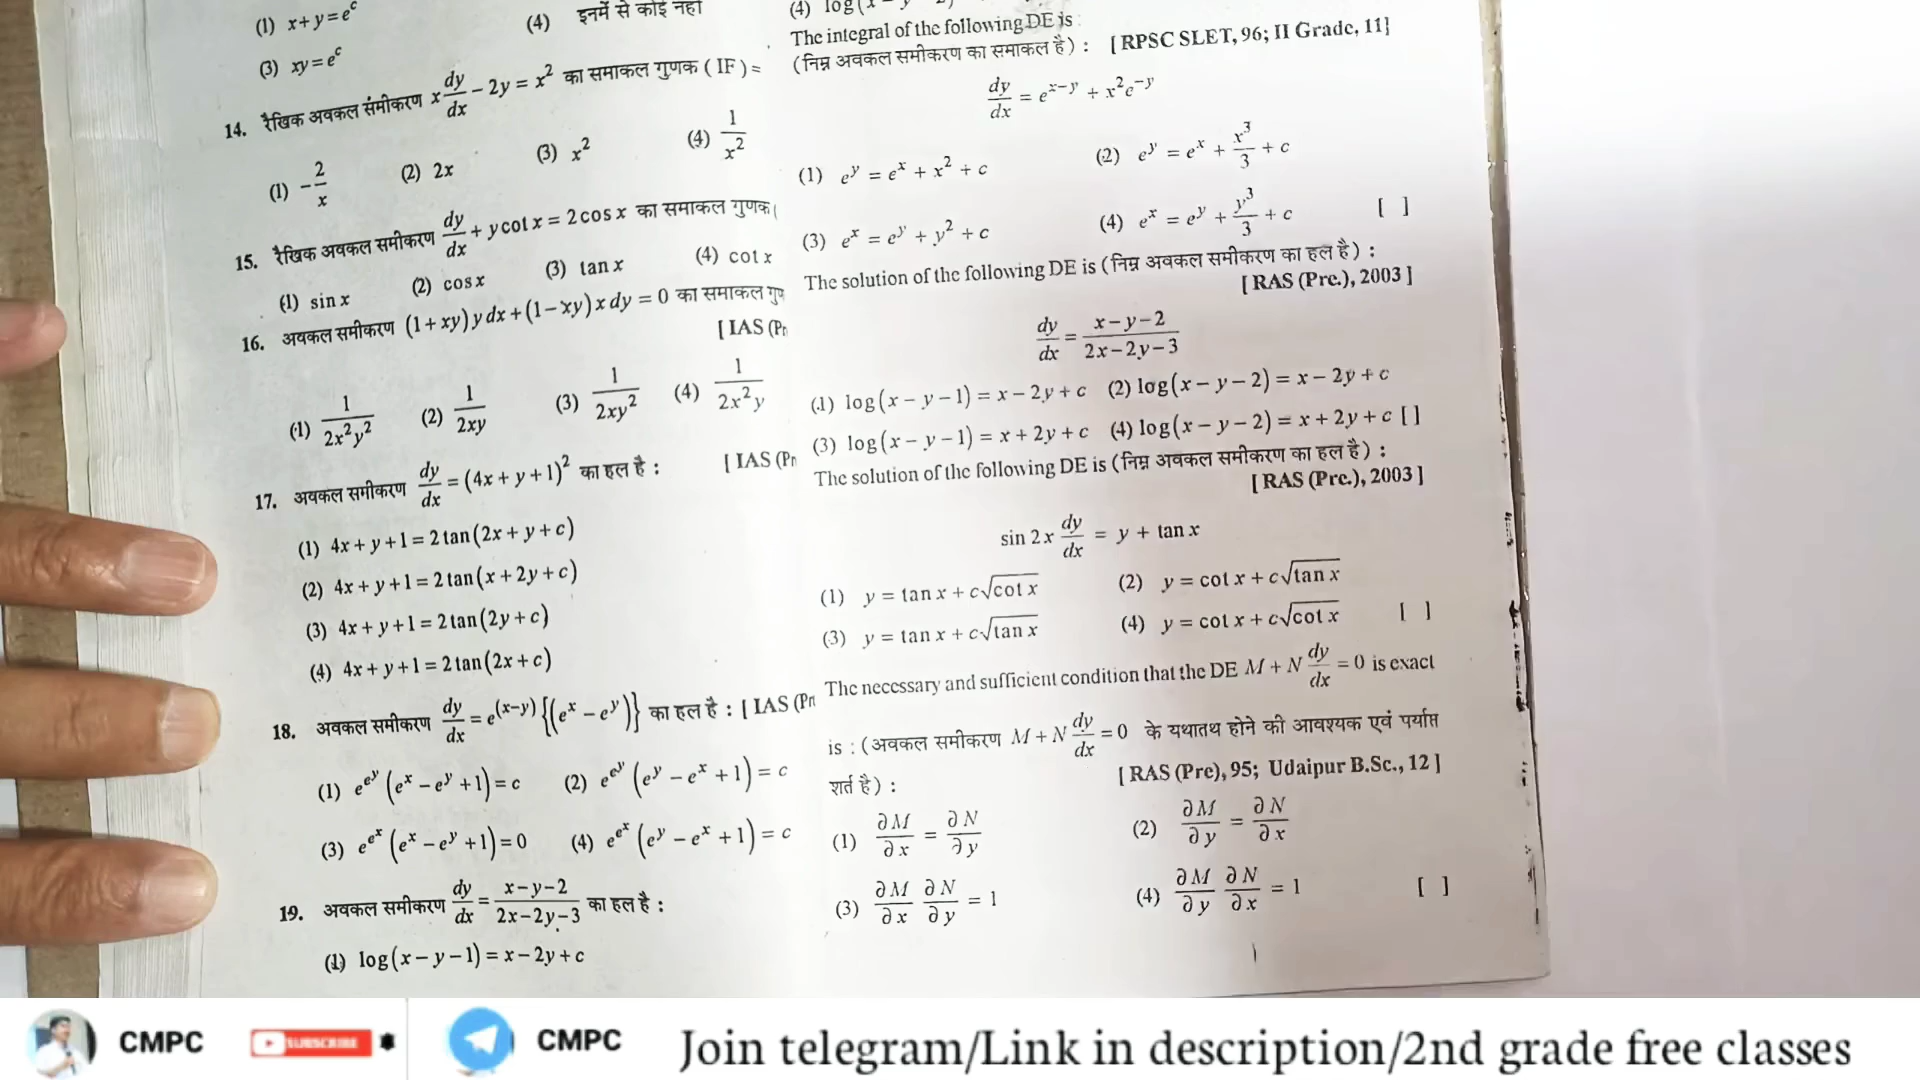 (1) x + y = e^c
(4) इनमें से कोई नहीं
(3) xy = e^c
14. रैखिक अवकल संमीकरण x dy/dx − 2y = x² का समाकल गुणक (IF) =
(1) −2/x (2) 2x (3) x² (4) 1/x²
15. रैखिक अवकल समीकरण dy/dx + y cot x = 2 cos x का समाकल गुणक
(1) sin x (2) cos x (3) tan x (4) cot x
16. अवकल समीकरण (1 + xy) y dx + (1 − xy) x dy = 0 का समाकल
[IAS (Pr
(1) 1/2x²y² (2) 1/2xy (3) 1/2xy² (4) 1/2x²y
17. अवकल समीकरण dy/dx = (4x + y + 1)² का हल है : [IAS (Pr
(1) 4x + y + 1 = 2 tan(2x + y + c)
(2) 4x + y + 1 = 2 tan(x + 2y + c)
(3) 4x + y + 1 = 2 tan(2y + c)
(4) 4x + y + 1 = 2 tan(2x + c)
18. अवकल समीकरण dy/dx = e^(x−y) {(e^x − e^y)} का हल है : [IAS (Pr
(1) e^e^y (e^x − e^y + 1) = c (2) e^e^y (e^y − e^x + 1) = c
(3) e^e^x (e^x − e^y + 1) = 0 (4) e^e^x (e^y − e^x + 1) = c
19. अवकल समीकरण dy/dx = x−y−2 / 2x−2y−3 का हल है :
(1) log(x − y − 1) = x − 2y + c
The integral of the following DE is :
(निम्न अवकल समीकरण का समाकल है) : [RPSC SLET, 96; II Grade, 11]
dy/dx = e^(x−y) + x² e^(−y)
(1) e^y = e^x + x² + c (2) e^y = e^x + x³/3 + c
(3) e^x = e^y + y² + c (4) e^x = e^y + y³/3 + c [ ]
The solution of the following DE is (निम्न अवकल समीकरण का हल है) :
[RAS (Pre.), 2003]
dy/dx = x−y−2 / 2x−2y−3
(1) log(x − y − 1) = x − 2y + c (2) log(x − y − 2) = x − 2y + c
(3) log(x − y − 1) = x + 2y + c (4) log(x − y − 2) = x + 2y + c [ ]
The solution of the following DE is (निम्न अवकल समीकरण का हल है) :
[RAS (Pre.), 2003]
sin 2x dy/dx = y + tan x
(1) y = tan x + c√cot x (2) y = cot x + c√tan x
(3) y = tan x + c√tan x (4) y = cot x + c√cot x [ ]
The necessary and sufficient condition that the DE M + N dy/dx = 0 is exact
is : (अवकल समीकरण M + N dy/dx = 0 के यथातथ होने की आवश्यक एवं पर्याप्त
शर्त है) : [RAS (Pre), 95; Udaipur B.Sc., 12]
(1) ∂M/∂x = ∂N/∂y (2) ∂M/∂y = ∂N/∂x
(3) ∂M/∂x ∂N/∂y = 1 (4) ∂M/∂y ∂N/∂x = 1 [ ]
CMPC SUBSCRIBE CMPC Join telegram/Link in description/2nd grade free classes